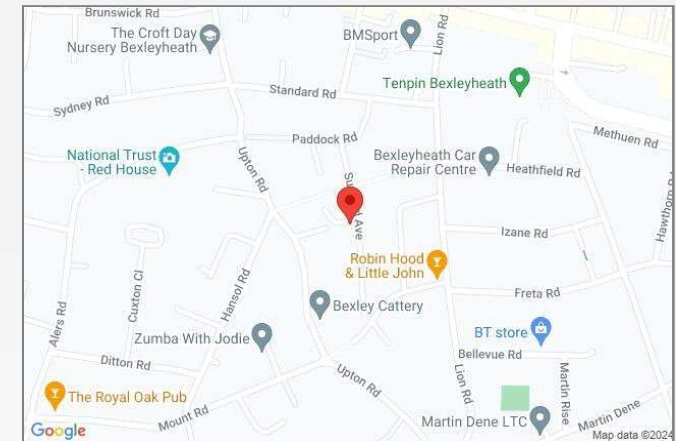 Brunswick Rd
The Croft Day
Nursery Bexleyheath
BMSport
Lion Rd
Tenpin Bexleyheath
Sydney Rd
Standard Rd
Methuen Rd
Paddock Rd
National Trust
- Red House
Upton Rd
Bexleyheath Car
Repair Centre
Heathfield Rd
Ave
Izane Rd
Robin Hood
& Little John
Cuxton Cl
Hansol Rd
Bexley Cattery
Freta Rd
Alers Rd
Zumba With Jodie
BT store
Bellevue Rd
Ditton Rd
Upton Rd
Lion Rd
Martin Rise
The Royal Oak Pub
Mount Rd
Martin Dene
Martin Dene LTC
Google
Map data ©2024